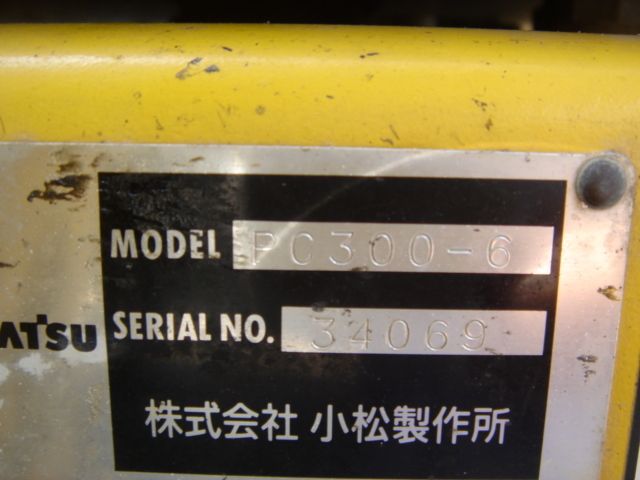 MODEL PC300-6
ATSU SERIAL NO. 34069
株式会社 小松製作所